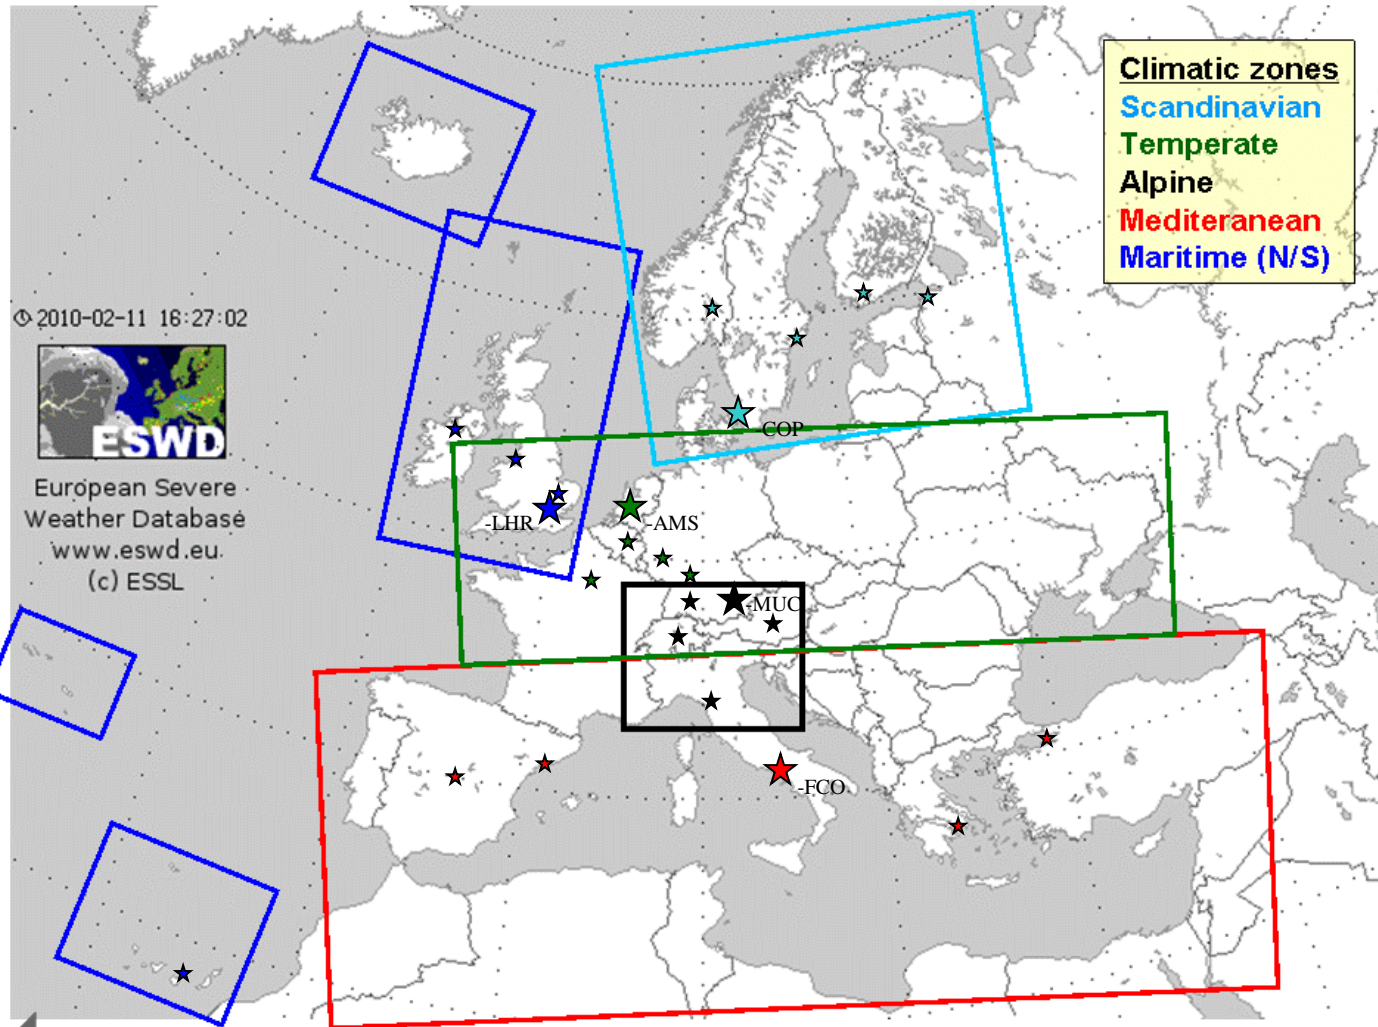 Climatic zones
Scandinavian
Temperate
Alpine
Mediteranean
Maritime (N/S)
2010-02-11 16:27:02
ESWD
European Severe
Weather Database
www.eswd.eu
(c) ESSL
-COP
-LHR
-AMS
-MUC
-FCO